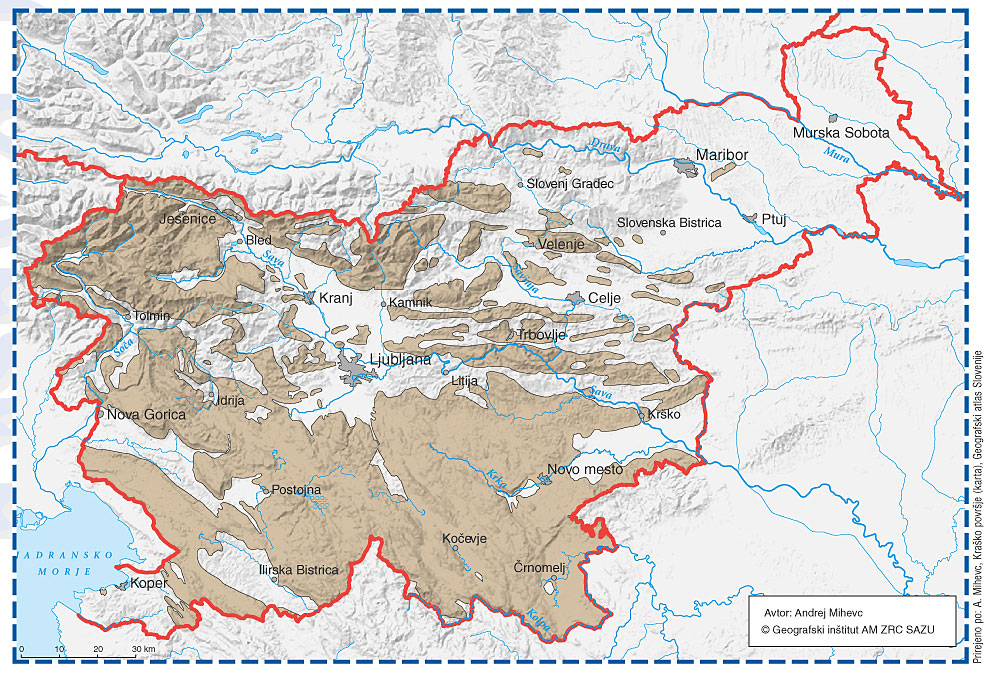 Murska Sobota
Mura
Drava
Maribor
Slovenj Gradec
Jesenice
Slovenska Bistrica
Ptuj
Bled
Velenje
Sava
Savinja
Kranj
Kamnik
Celje
Tolmin
Trbovlje
Soča
Ljubljana
Litija
Sava
Idrija
Nova Gorica
Krško
Krka
Novo mesto
Postojna
Kočevje
JADRANSKO
MORJE
Ilirska Bistrica
Črnomelj
Koper
Kolpa
Avtor: Andrej Mihevc
© Geografski inštitut AM ZRC SAZU
0 10 20 30 km
Prirejeno po: A. Mihevc, Kraško površje (karta), Geografski atlas Slovenije